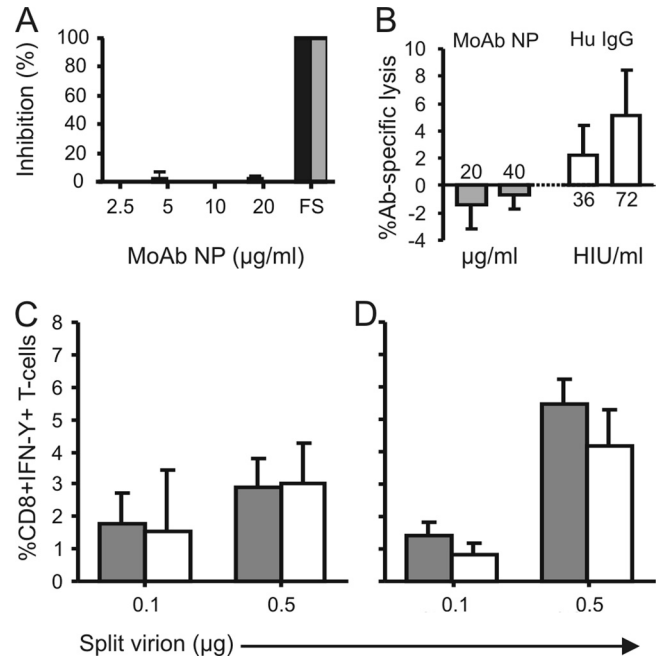 A
Inhibition (%)
100
80
60
40
20
0
2.5 5 10 20 FS
MoAb NP (µg/ml)
B
%Ab-specific lysis
MoAb NP Hu IgG
10
8
6
4
2
0
-2
-4
20 40
36 72
µg/ml HIU/ml
C
%CD8+IFN-Y+ T-cells
8
7
6
5
4
3
2
1
0
0.1 0.5
D
0.1 0.5
Split virion (µg)